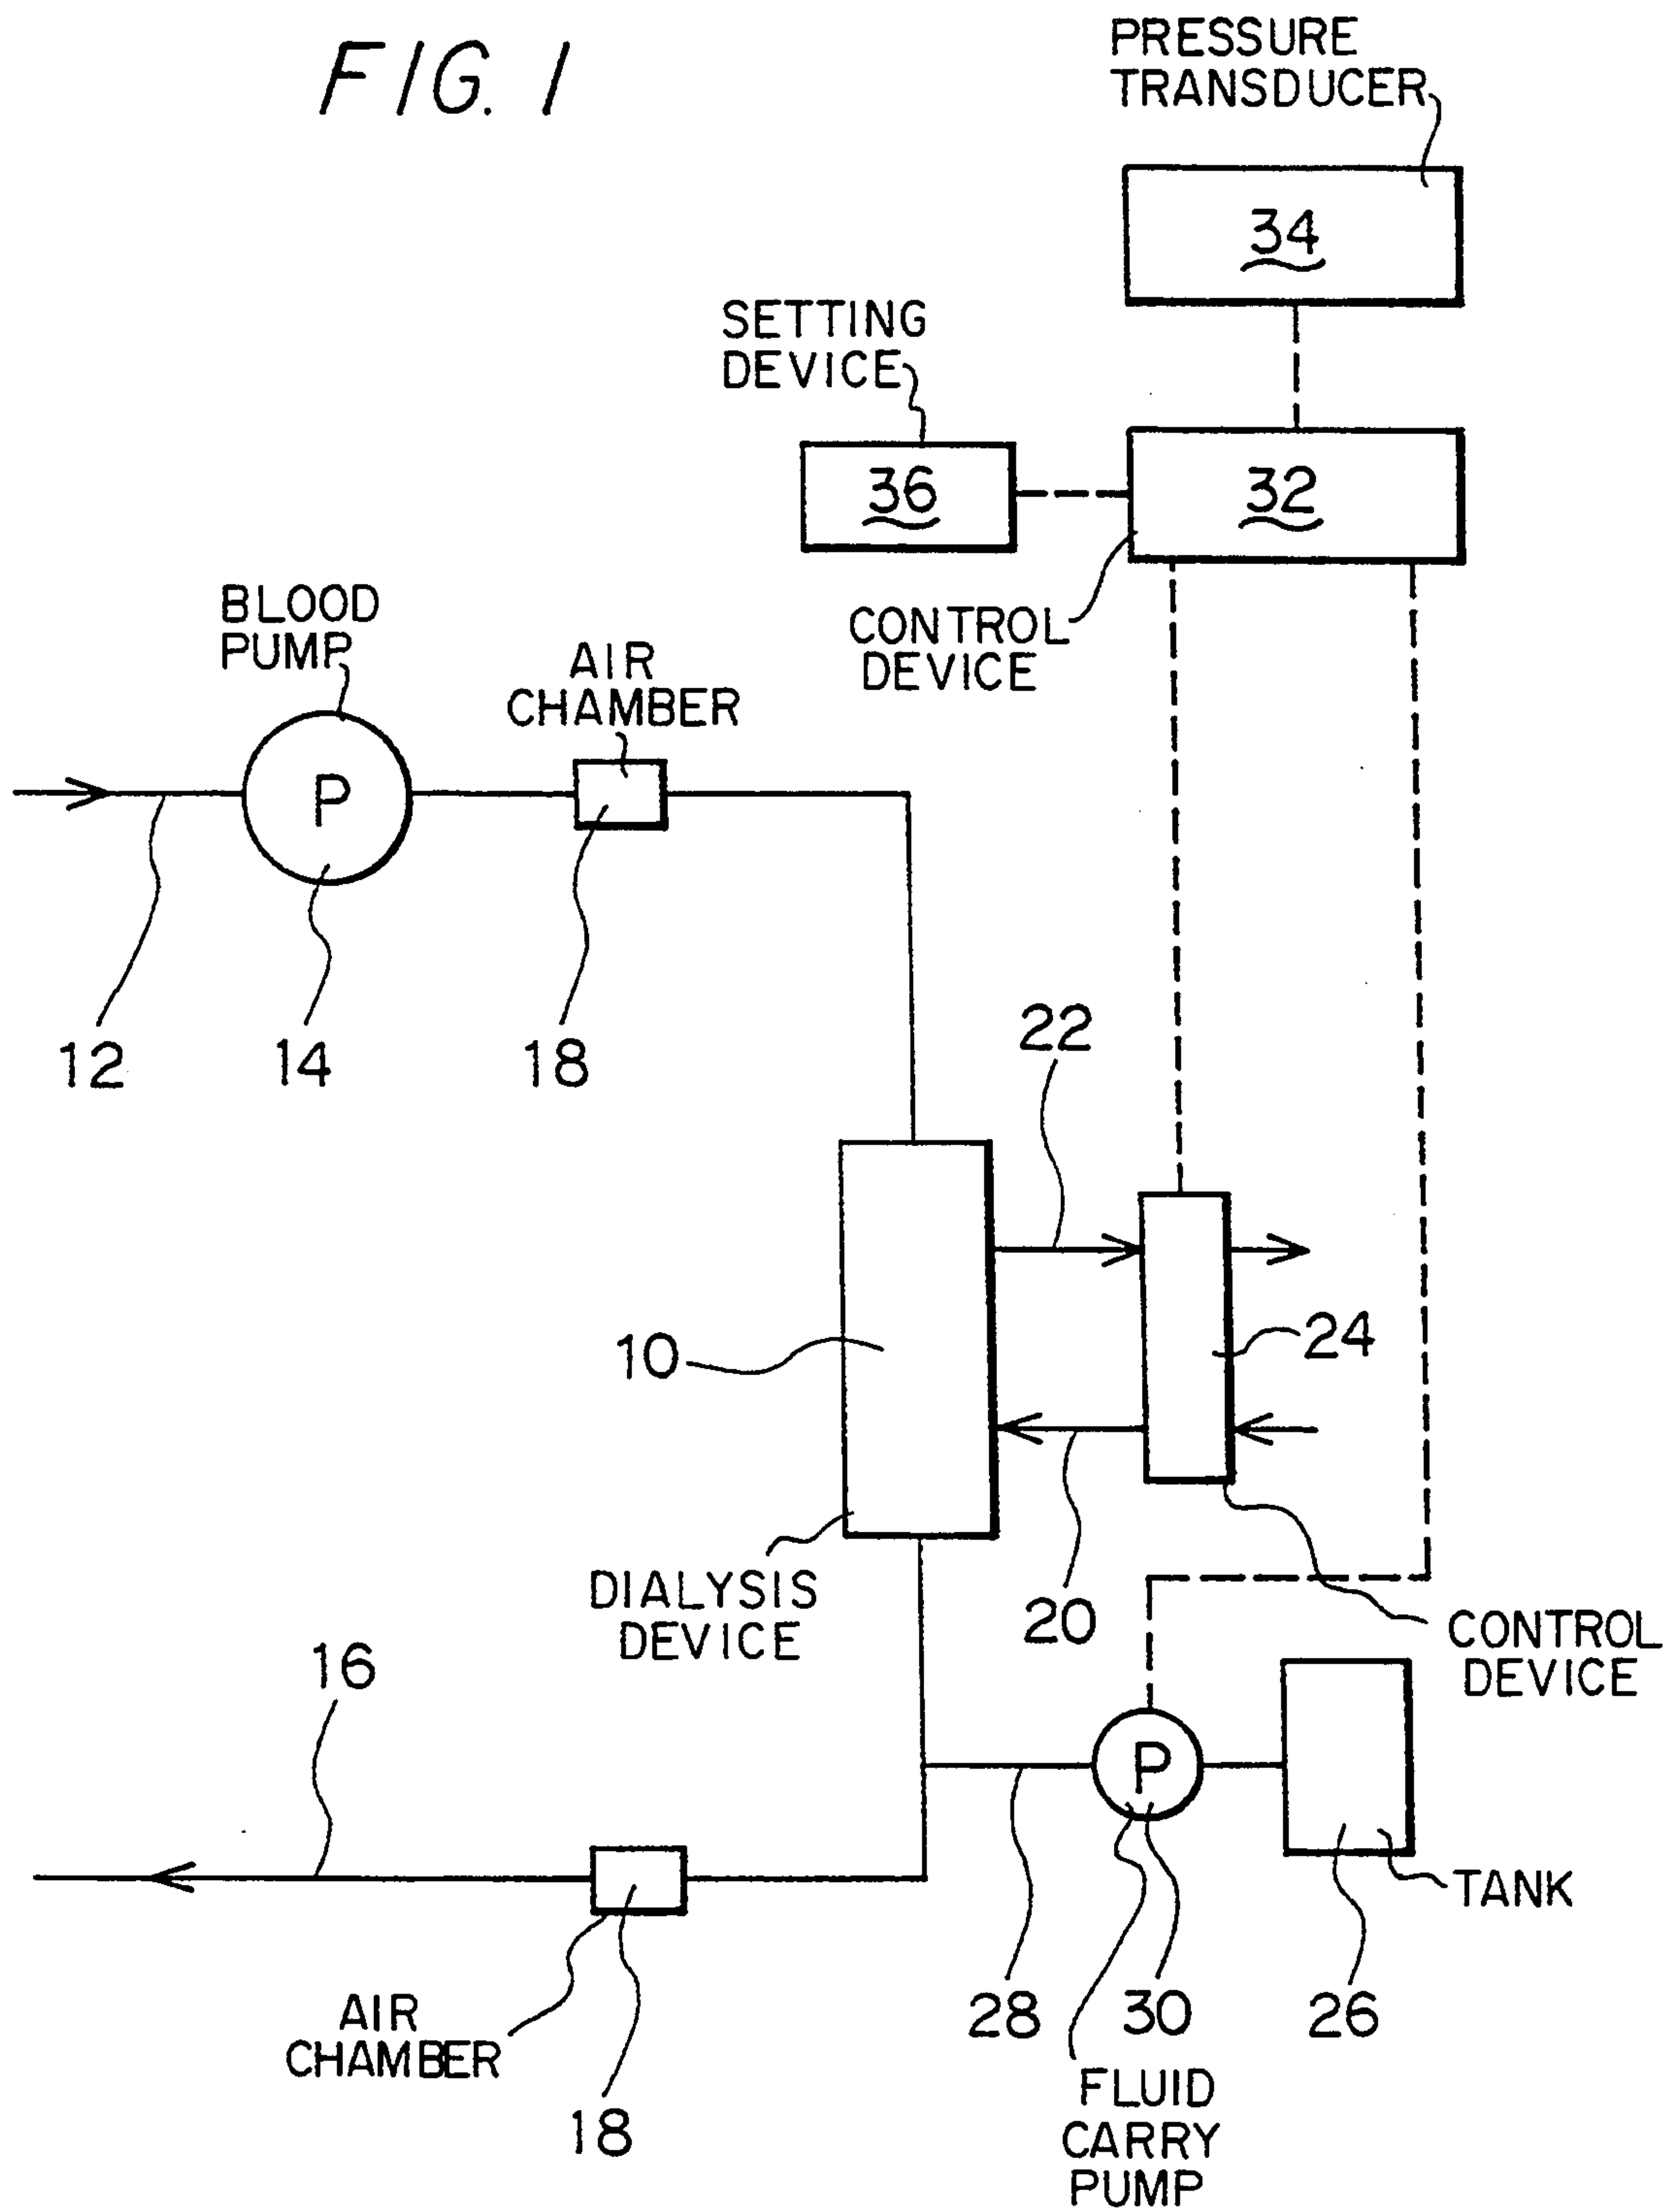 FIG. 1
PRESSURE
TRANSDUCER
34
SETTING
DEVICE
36
32
CONTROL
DEVICE
BLOOD
PUMP
AIR
CHAMBER
P
12
14
18
22
10
24
20
DIALYSIS
DEVICE
CONTROL
DEVICE
16
P
TANK
28
30
26
AIR
CHAMBER
18
FLUID
CARRY
PUMP